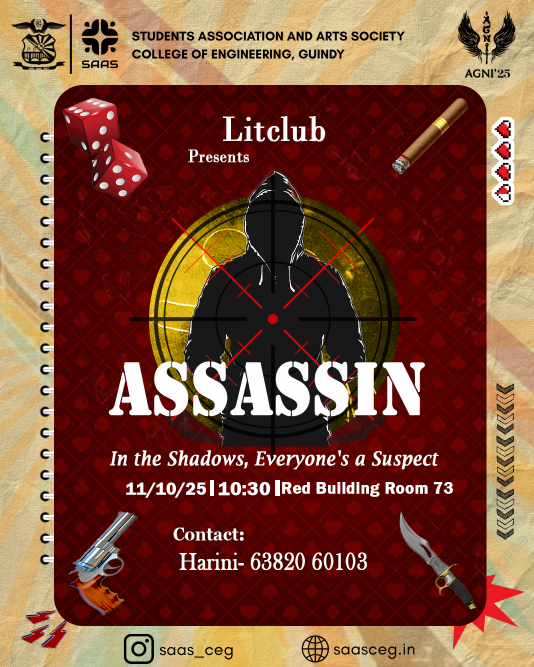 STUDENTS ASSOCIATION AND ARTS SOCIETY
COLLEGE OF ENGINEERING, GUINDY
SAAS
AGNI
AGNI'25
Litclub
Presents
ASSASSIN
In the Shadows, Everyone's a Suspect
11/10/25|10:30|Red Building Room 73
Contact:
Harini- 63820 60103
saas_ceg
saasceg.in